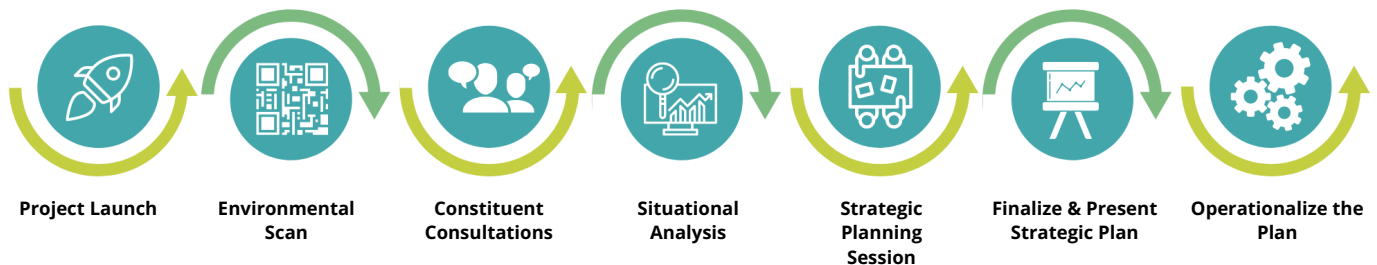 Project Launch
Environmental
Scan
Constituent
Consultations
Situational
Analysis
Strategic
Planning
Session
Finalize & Present
Strategic Plan
Operationalize the
Plan